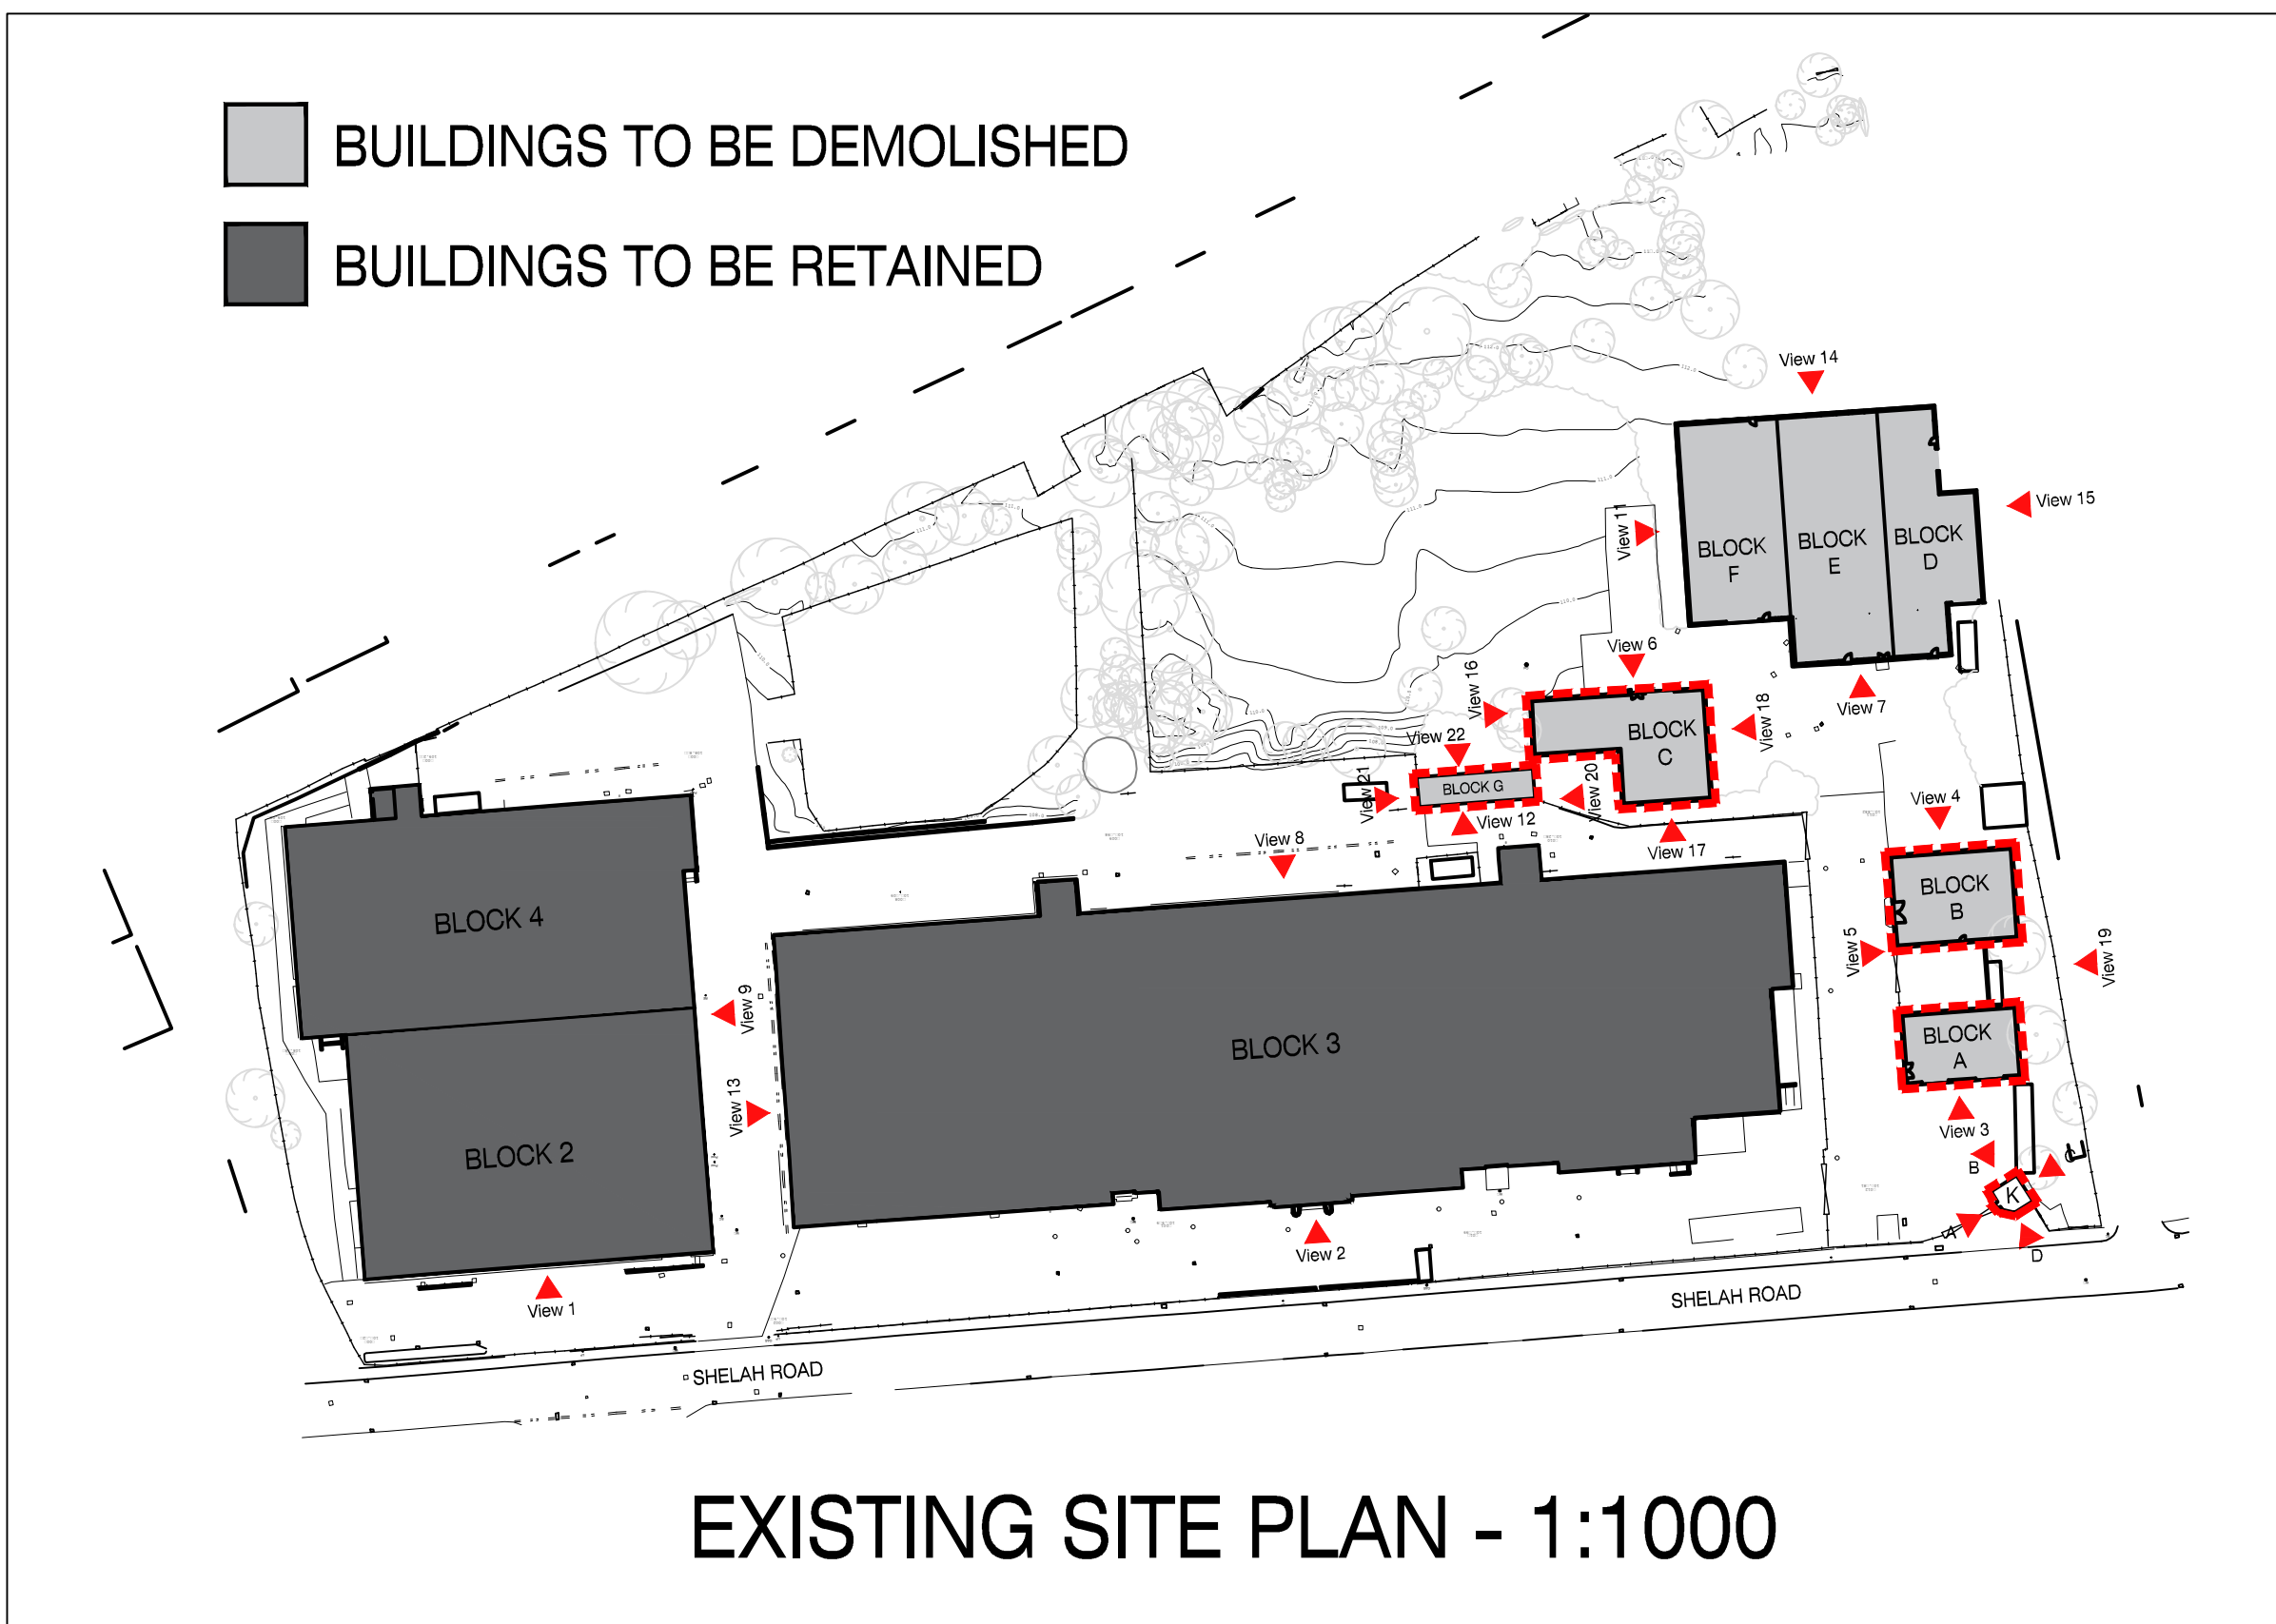 BUILDINGS TO BE DEMOLISHED
BUILDINGS TO BE RETAINED
View 14
View 15
View 11
BLOCK
F
BLOCK
E
BLOCK
D
View 6
View 16
View 18
View 7
BLOCK
C
View 22
View 21
BLOCK G
View 20
View 12
View 17
View 8
View 4
BLOCK
B
View 5
View 19
BLOCK
A
View 3
B
C
K
A
D
BLOCK 4
View 9
BLOCK 3
View 13
BLOCK 2
View 2
View 1
SHELAH ROAD
SHELAH ROAD
EXISTING SITE PLAN - 1:1000